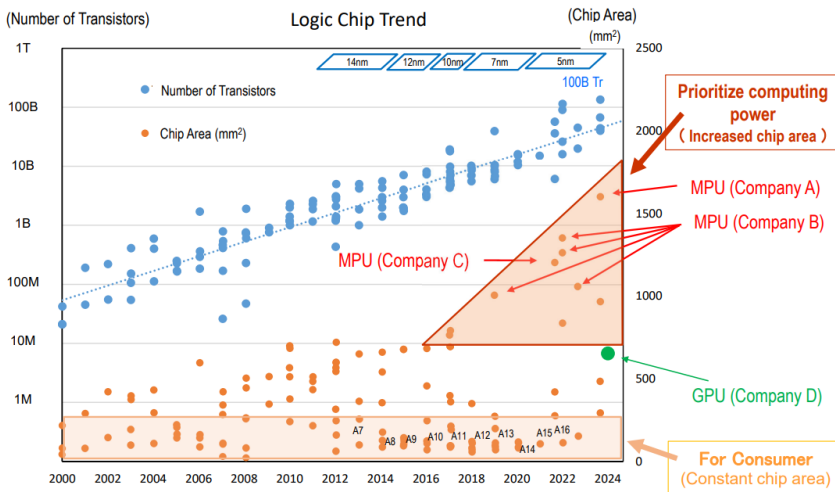 (Number of Transistors)
Logic Chip Trend
(Chip Area)
(mm²)
1T
2500
14nm
12nm
10nm
7nm
5nm
100B Tr
Number of Transistors
Chip Area (mm²)
100B
10B
1B
100M
10M
1M
2000
1500
1000
500
0
Prioritize computing
power
( Increased chip area )
MPU (Company A)
MPU (Company B)
MPU (Company C)
GPU (Company D)
A7
A8
A9
A10
A11
A12
A13
A14
A15
A16
For Consumer
(Constant chip area)
2000
2002
2004
2006
2008
2010
2012
2014
2016
2018
2020
2022
2024